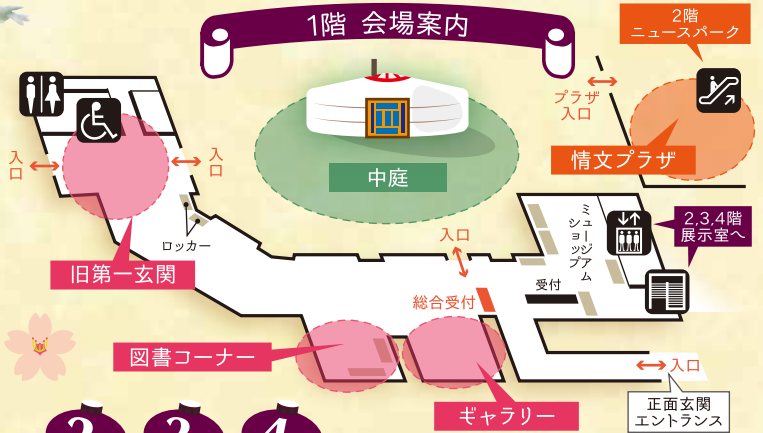 1階 会場案内
2階
ニュースパーク
プラザ
入口
情文プラザ
中庭
入口
入口
ロッカー
旧第一玄関
入口
総合受付
ミュージアム
ショップ
受付
2,3,4階
展示室へ
図書コーナー
ギャラリー
入口
正面玄関
エントランス